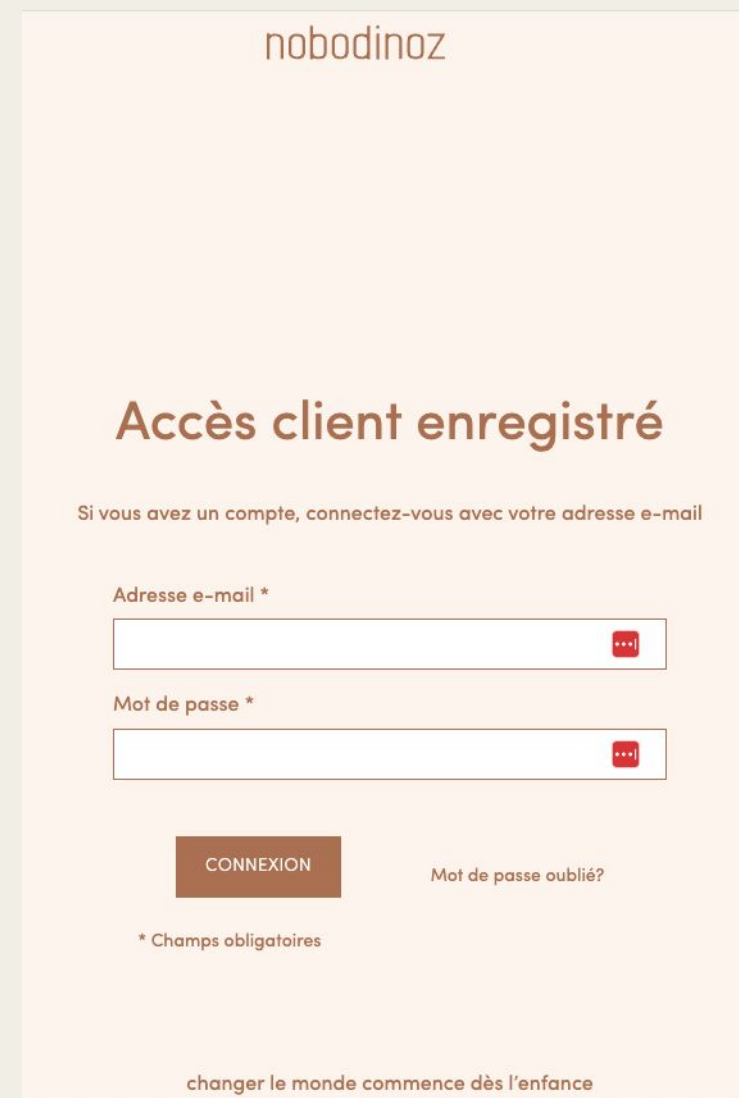 nobodinoz
Accès client enregistré
Si vous avez un compte, connectez-vous avec votre adresse e-mail
Adresse e-mail *
Mot de passe *
CONNEXION
Mot de passe oublié?
* Champs obligatoires
changer le monde commence dès l'enfance